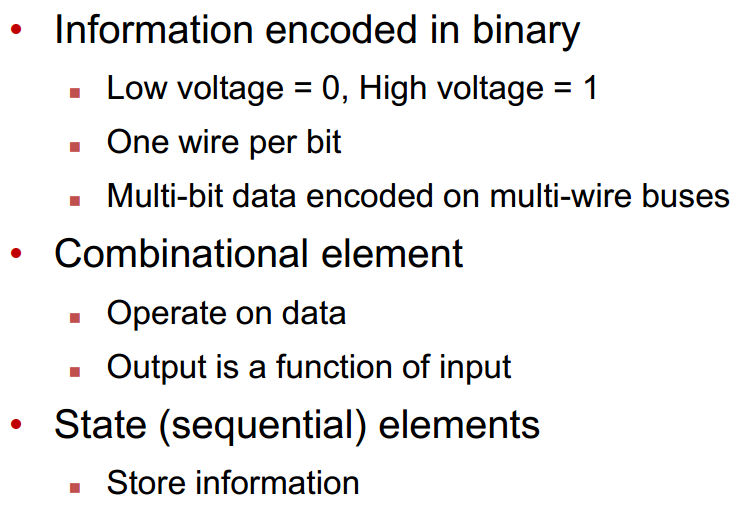 • Information encoded in binary
▪ Low voltage = 0, High voltage = 1
▪ One wire per bit
▪ Multi-bit data encoded on multi-wire buses
• Combinational element
▪ Operate on data
▪ Output is a function of input
• State (sequential) elements
▪ Store information